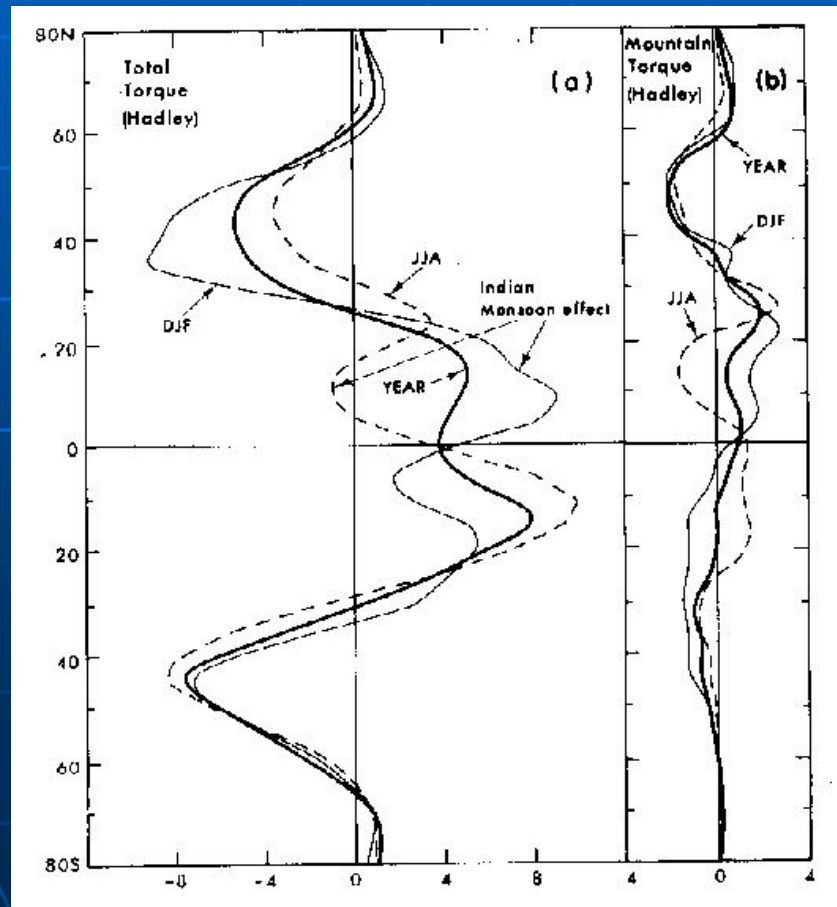 80N
60
40
20
0
20
40
60
80S
Total
Torque
(Hadley)
(a)
JJA
DJF
Indian
Monsoon effect
YEAR
-8 -4 0 4 8
Mountain
Torque
(Hadley)
(b)
YEAR
DJF
JJA
4 0 4